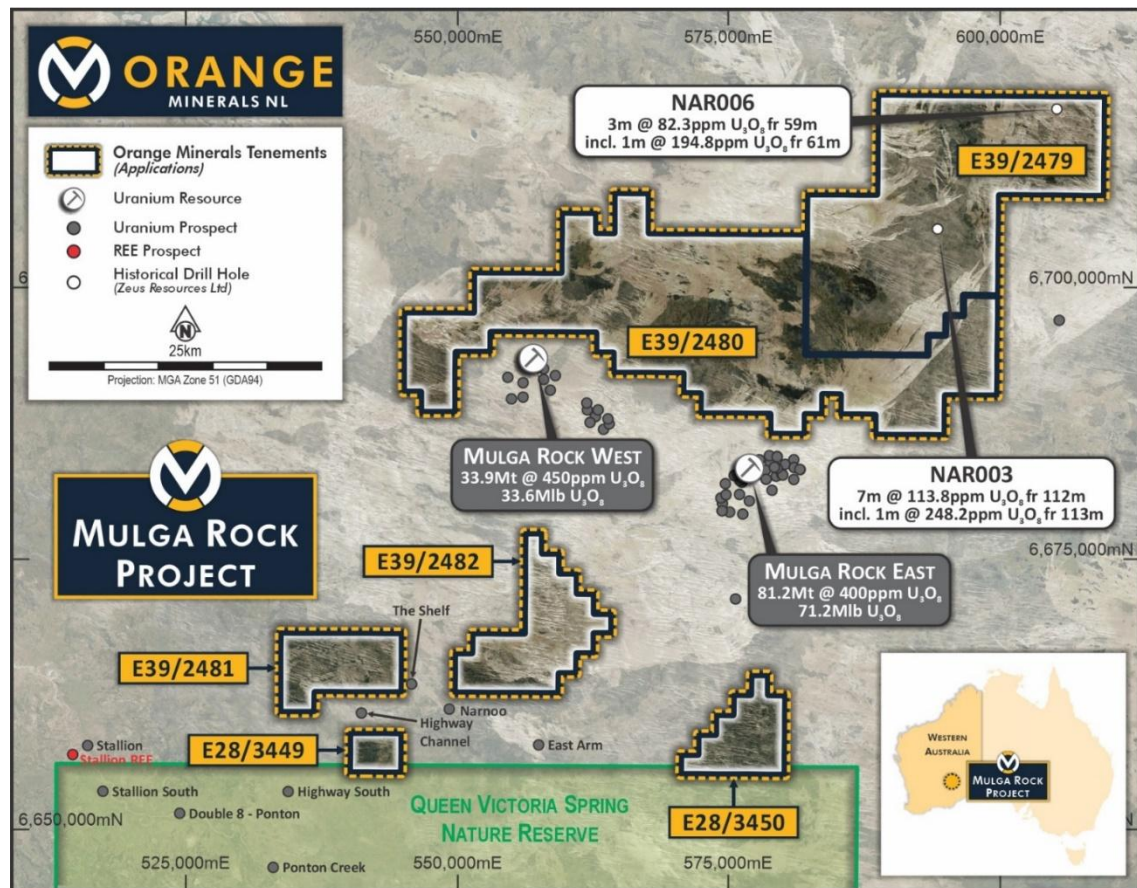 550,000mE
575,000mE
600,000mE
ORANGE
MINERALS NL
Orange Minerals Tenements
(Applications)
Uranium Resource
Uranium Prospect
REE Prospect
Historical Drill Hole
(Zeus Resources Ltd)
N
25km
Projection: MGA Zone 51 (GDA94)
NAR006
3m @ 82.3ppm U₃O₈ fr 59m
incl. 1m @ 194.8ppm U₃O₈ fr 61m
E39/2479
6,700,000mN
E39/2480
MULGA ROCK WEST
33.9Mt @ 450ppm U₃O₈
33.6Mlb U₃O₈
NAR003
7m @ 113.8ppm U₃O₈ fr 112m
incl. 1m @ 248.2ppm U₃O₈ fr 113m
MULGA ROCK
PROJECT
E39/2482
6,675,000mN
MULGA ROCK EAST
81.2Mt @ 400ppm U₃O₈
71.2Mlb U₃O₈
The Shelf
E39/2481
Narnoo
Highway
Channel
Stallion
Stallion REE
E28/3449
East Arm
Stallion South
Highway South
Double 8 - Ponton
QUEEN VICTORIA SPRING
NATURE RESERVE
E28/3450
6,650,000mN
Ponton Creek
525,000mE
550,000mE
575,000mE
WESTERN
AUSTRALIA
MULGA ROCK
PROJECT